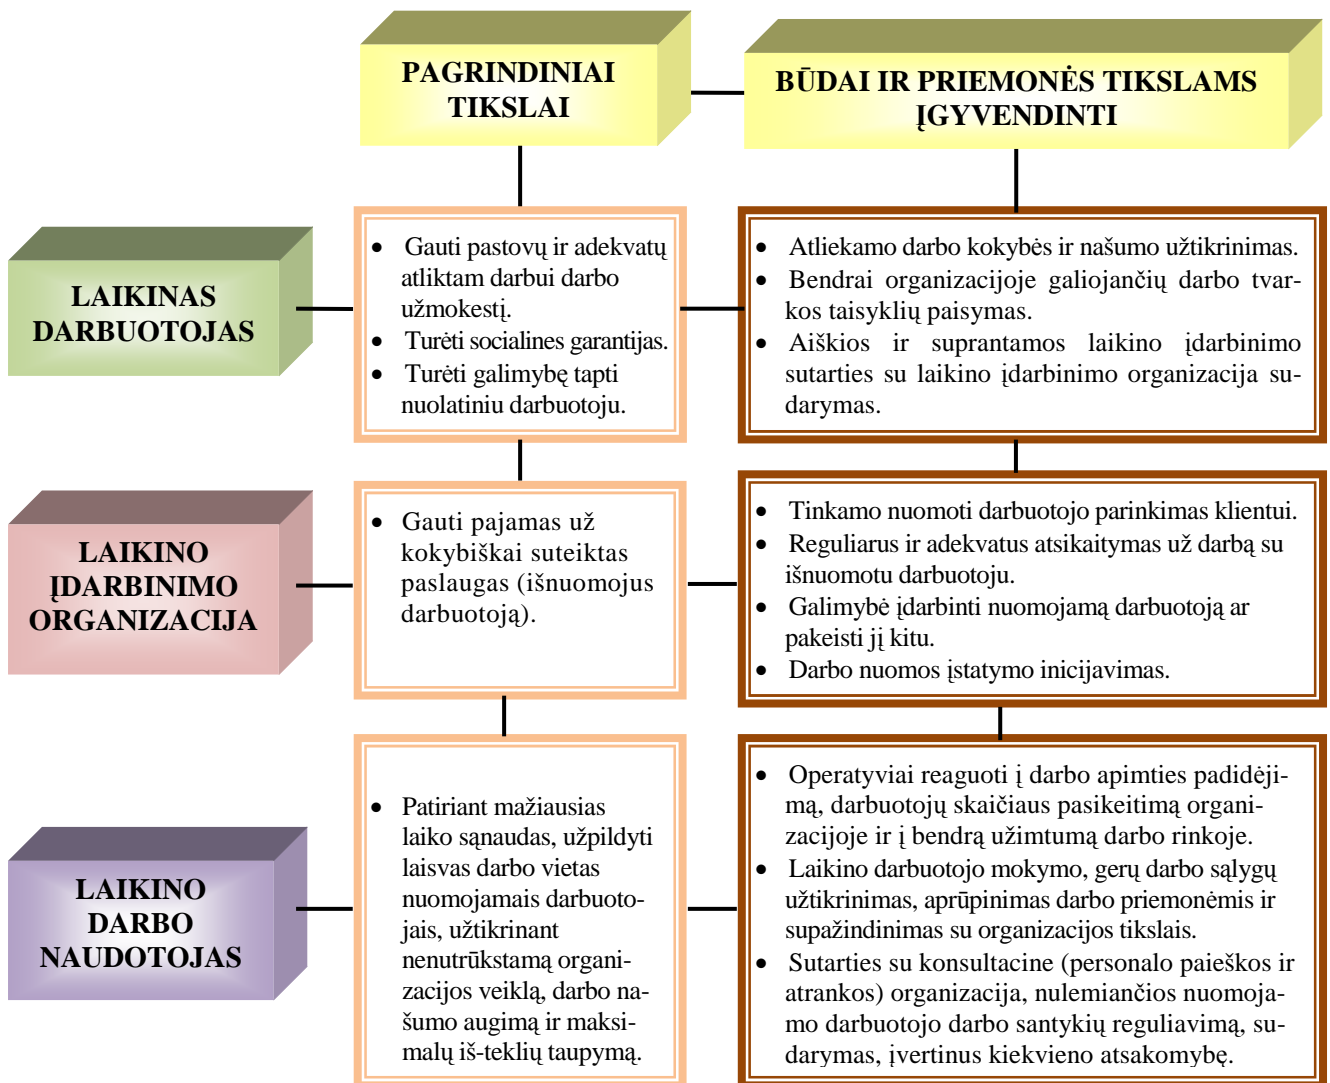 PAGRINDINIAI
TIKSLAI
BŪDAI IR PRIEMONĖS TIKSLAMS
ĮGYVENDINTI
LAIKINAS
DARBUOTOJAS
• Gauti pastovų ir adekvatų
atliktam darbui darbo
užmokestį.
• Turėti socialines garantijas.
• Turėti galimybę tapti
nuolatiniu darbuotoju.
• Atliekamo darbo kokybės ir našumo užtikrinimas.
• Bendrai organizacijoje galiojančių darbo tvar-
kos taisyklių paisymas.
• Aiškios ir suprantamos laikino įdarbinimo
sutarties su laikino įdarbinimo organizacija su-
darymas.
LAIKINO
ĮDARBINIMO
ORGANIZACIJA
• Gauti pajamas už
kokybiškai suteiktas
paslaugas (išnuomojus
darbuotoją).
• Tinkamo nuomoti darbuotojo parinkimas klientui.
• Reguliarus ir adekvatus atsikaitymas už darbą su
išnuomotu darbuotoju.
• Galimybė įdarbinti nuomojamą darbuotoją ar
pakeisti jį kitu.
• Darbo nuomos įstatymo inicijavimas.
LAIKINO
DARBO
NAUDOTOJAS
• Patiriant mažiausias
laiko sąnaudas, užpildyti
laisvas darbo vietas
nuomojamais darbuoto-
jais, užtikrinant
nenutrūkstamą organi-
zacijos veiklą, darbo na-
šumo augimą ir maksi-
malų iš-teklių taupymą.
• Operatyviai reaguoti į darbo apimties padidėji-
mą, darbuotojų skaičiaus pasikeitimą organi-
zacijoje ir į bendrą užimtumą darbo rinkoje.
• Laikino darbuotojo mokymo, gerų darbo sąlygų
užtikrinimas, aprūpinimas darbo priemonėmis ir
supažindinimas su organizacijos tikslais.
• Sutarties su konsultacine (personalo paieškos ir
atrankos) organizacija, nulemiančios nuomoja-
mo darbuotojo darbo santykių reguliavimą, su-
darymas, įvertinus kiekvieno atsakomybę.